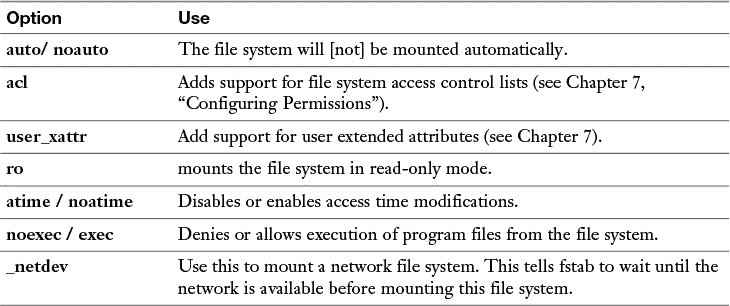 Option Use
auto/ noauto The file system will [not] be mounted automatically.
acl Adds support for file system access control lists (see Chapter 7,
“Configuring Permissions”).
user_xattr Add support for user extended attributes (see Chapter 7).
ro mounts the file system in read-only mode.
atime / noatime Disables or enables access time modifications.
noexec / exec Denies or allows execution of program files from the file system.
_netdev Use this to mount a network file system. This tells fstab to wait until the
network is available before mounting this file system.